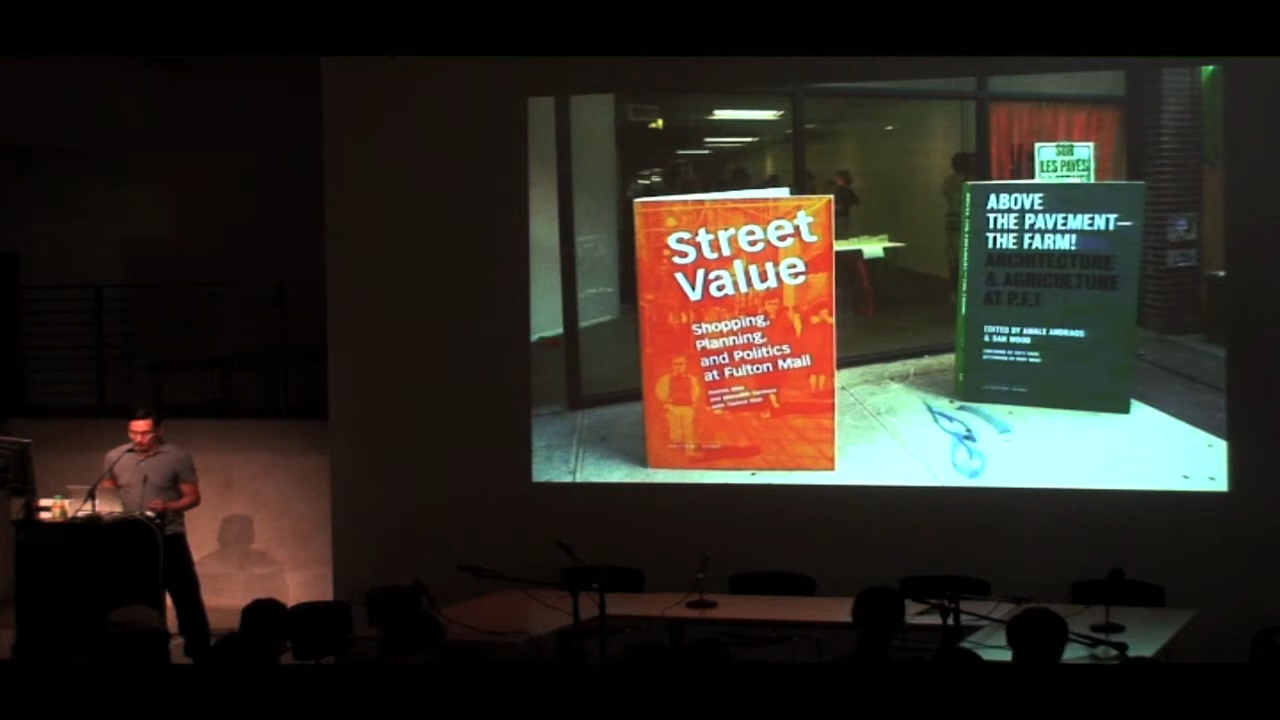 Street
Value
Shopping,
Planning,
and Politics
at Fulton Mall
SUR
LES PAVÉS
ABOVE
THE PAVEMENT—
THE FARM!
ARCHITECTURE
& AGRICULTURE
AT P.F.1
EDITED BY AMALE ANDRAOS
& DAN WOOD